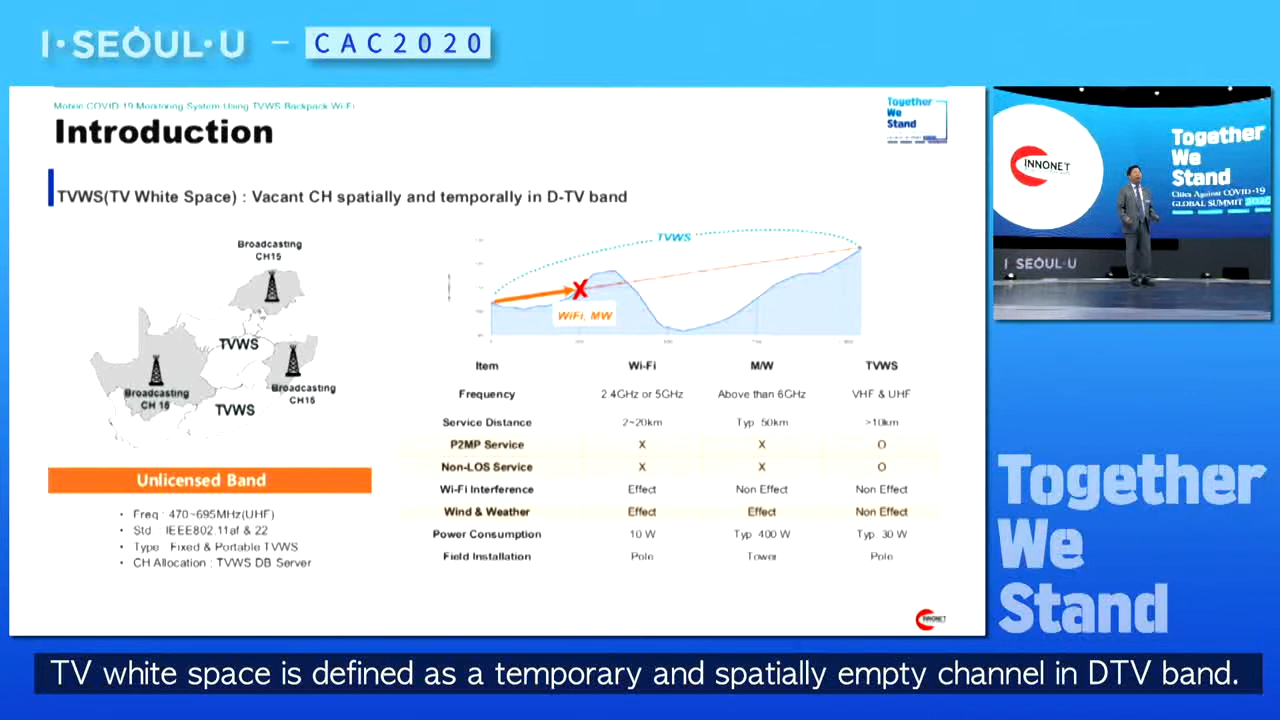 I·SEOUL·U – CAC2020
Motion COVID-19 Monitoring System Using TVWS Backpack Wi-Fi
Introduction
Together
We
Stand
TVWS(TV White Space) : Vacant CH spatially and temporally in D-TV band
Broadcasting
CH15
TVWS
Broadcasting
CH 16
Broadcasting
CH15
TVWS
TVWS
X
WiFi, MW
Item Wi-Fi M/W TVWS
Frequency 2.4GHz or 5GHz Above than 6GHz VHF & UHF
Service Distance 2~20km Typ 50km >10km
P2MP Service X X O
Non-LOS Service X X O
Wi-Fi Interference Effect Non Effect Non Effect
Wind & Weather Effect Effect Non Effect
Power Consumption 10 W Typ 400 W Typ. 30 W
Field Installation Pole Tower Pole
Unlicensed Band
• Freq : 470~695MHz(UHF)
• Std : IEEE802.11af & 22
• Type : Fixed & Portable TVWS
• CH Allocation : TVWS DB Server
INNONET
INNONET
Together
We
Stand
Cities Against COVID-19
GLOBAL SUMMIT 2020
I·SEOUL·U
Together
We
Stand
TV white space is defined as a temporary and spatially empty channel in DTV band.